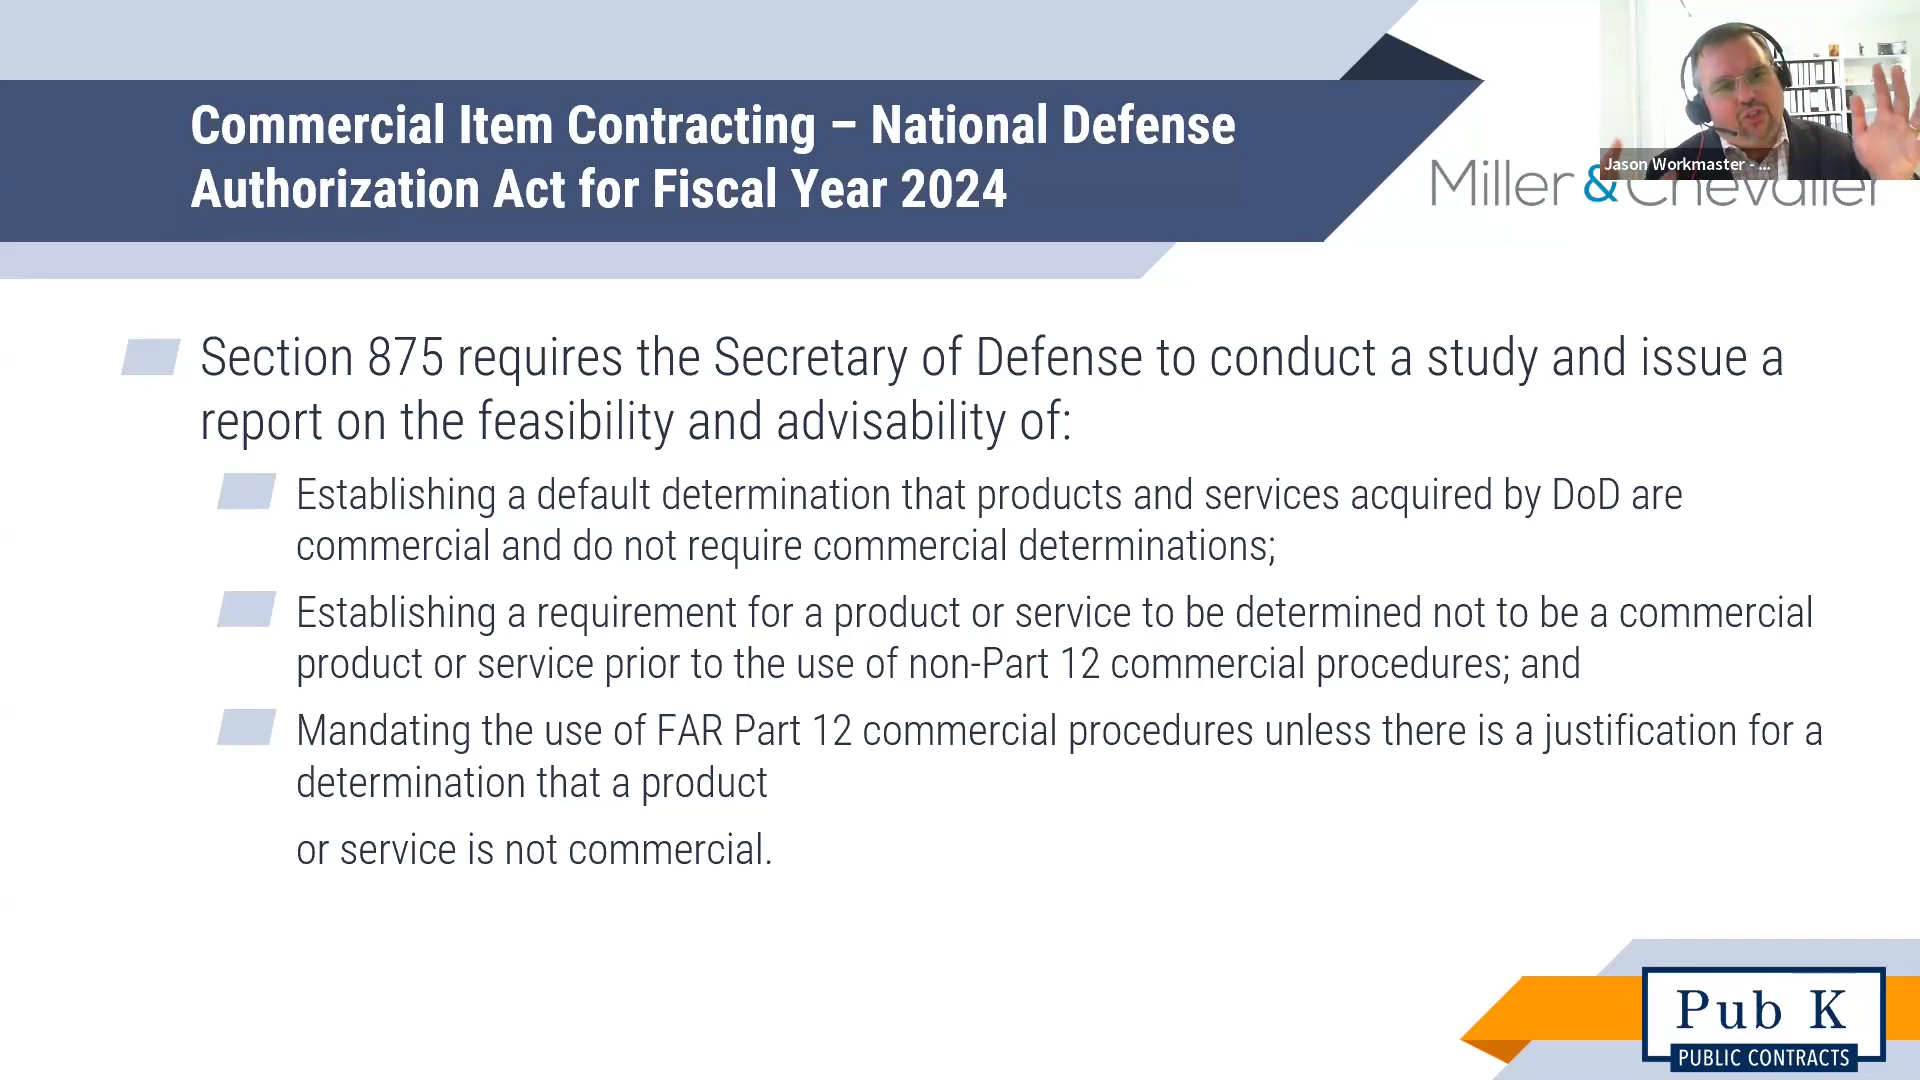 Commercial Item Contracting – National Defense
Authorization Act for Fiscal Year 2024
Jason Workmaster - ...
Miller & Chevalier
Section 875 requires the Secretary of Defense to conduct a study and issue a
report on the feasibility and advisability of:
Establishing a default determination that products and services acquired by DoD are
commercial and do not require commercial determinations;
Establishing a requirement for a product or service to be determined not to be a commercial
product or service prior to the use of non-Part 12 commercial procedures; and
Mandating the use of FAR Part 12 commercial procedures unless there is a justification for a
determination that a product
or service is not commercial.
Pub K
PUBLIC CONTRACTS